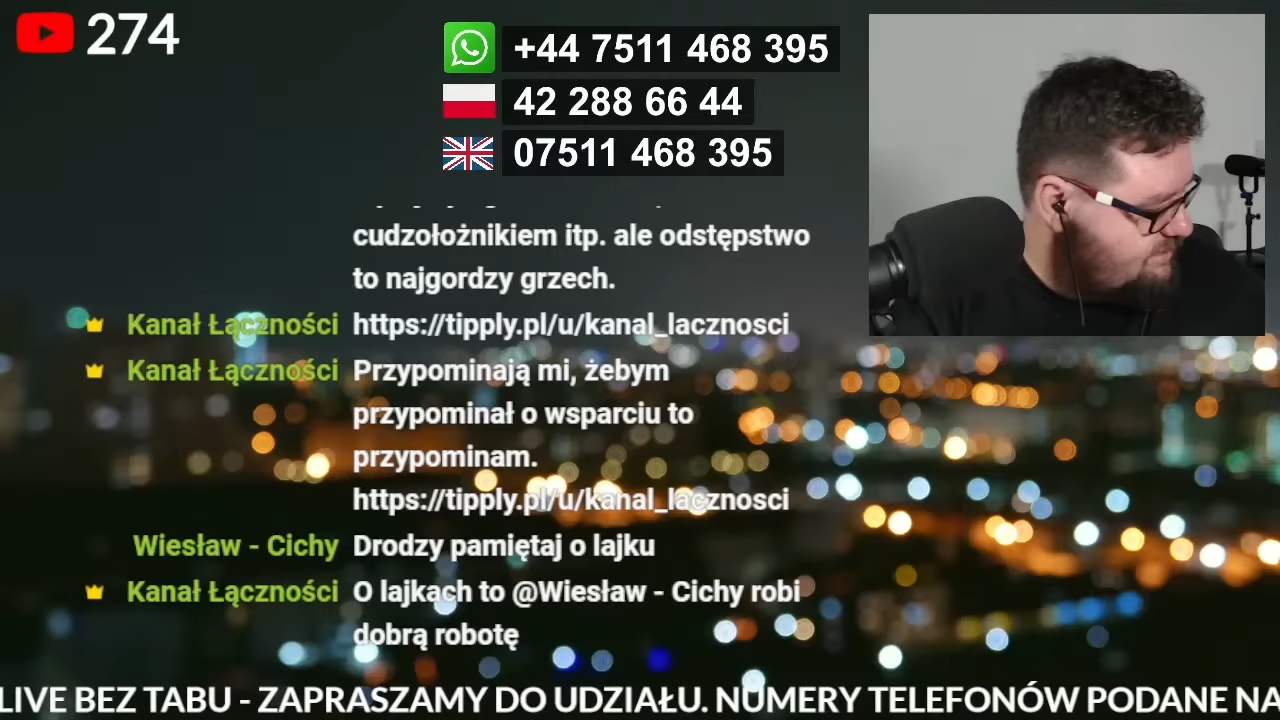 274
+44 7511 468 395
42 288 66 44
07511 468 395
cudzołożnikiem itp. ale odstępstwo
to najgordzy grzech.
Kanał Łączności https://tipply.pl/u/kanal_lacznosci
Kanał Łączności Przypominają mi, żebym
przypominał o wsparciu to
przypominam.
https://tipply.pl/u/kanal_lacznosci
Wiesław - Cichy Drodzy pamiętaj o lajku
Kanał Łączności O lajkach to @Wiesław - Cichy robi
dobrą robotę
LIVE BEZ TABU - ZAPRASZAMY DO UDZIAŁU. NUMERY TELEFONÓW PODANE NA